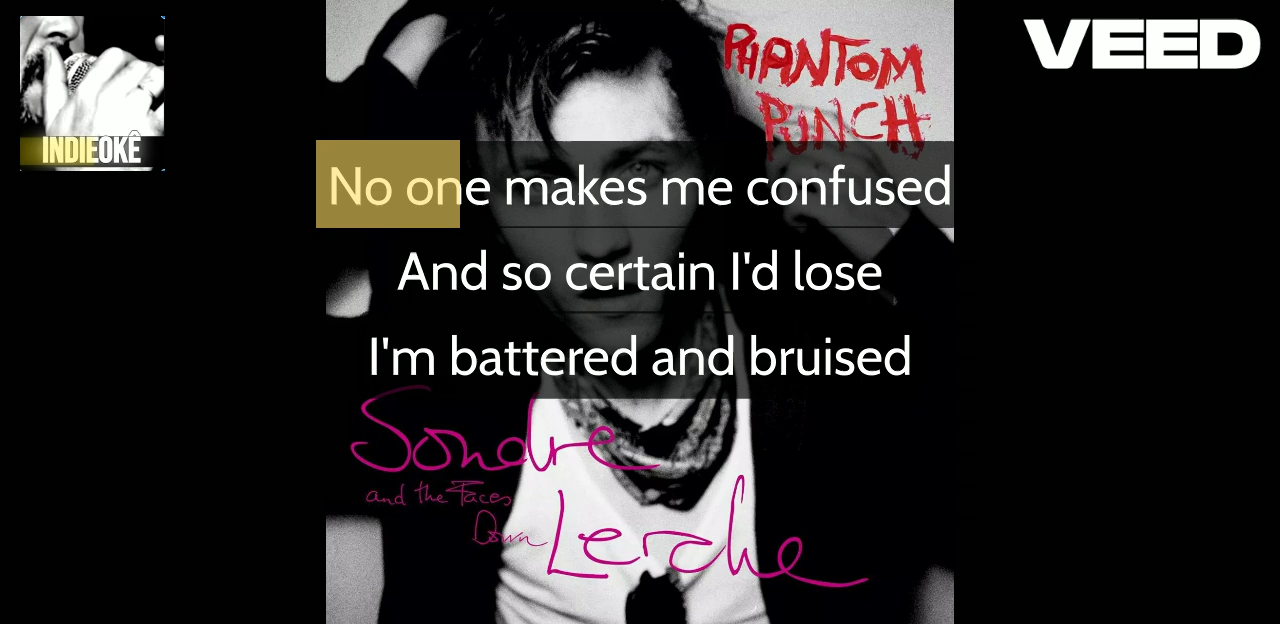 INDIEOKÊ
VEED
PHANTOM
PUNCH
No one makes me confused
And so certain I'd lose
I'm battered and bruised
Sondre
and the Faces
Down
Lerche